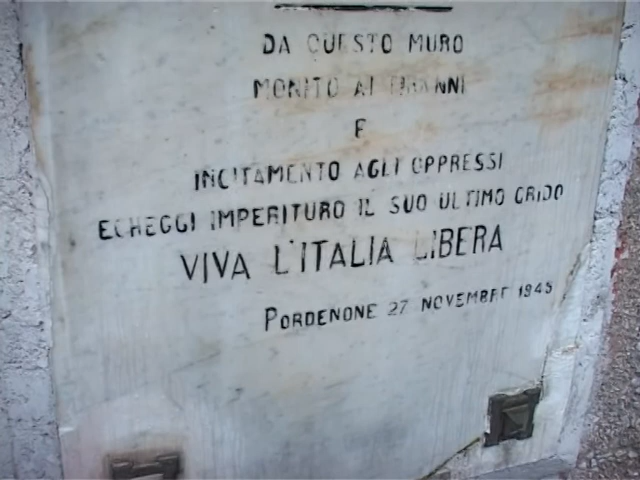 DA QUESTO MURO
MONITO AI TIRANNI
E
INCITAMENTO AGLI OPPRESSI
ECHEGGI IMPERITURO IL SUO ULTIMO GRIDO
VIVA L'ITALIA LIBERA
PORDENONE 27 NOVEMBRE 1945